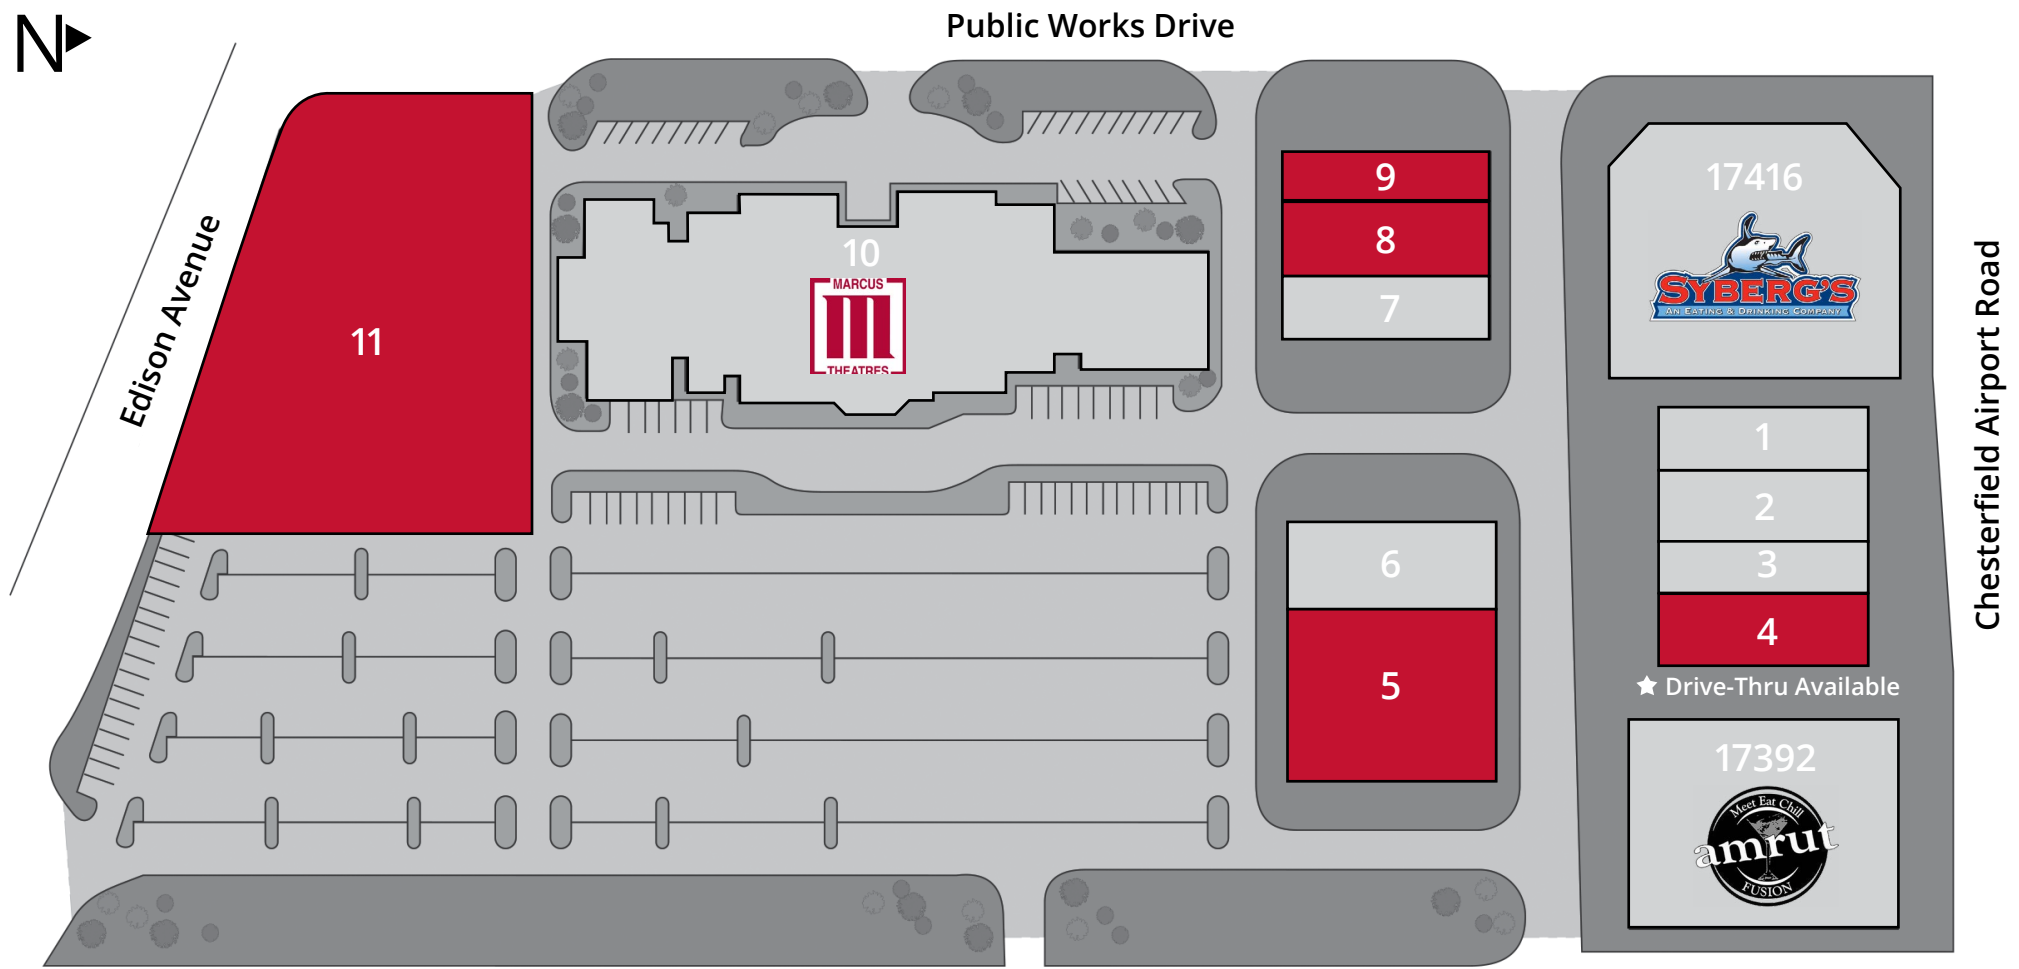 N
Public Works Drive
Edison Avenue
11
10
MARCUS
THEATRES
9
8
7
6
5
17416
SYBERG'S
AN EATING & DRINKING COMPANY
1
2
3
4
Drive-Thru Available
17392
Meet Eat Chill
amrut
FUSION
Chesterfield Airport Road